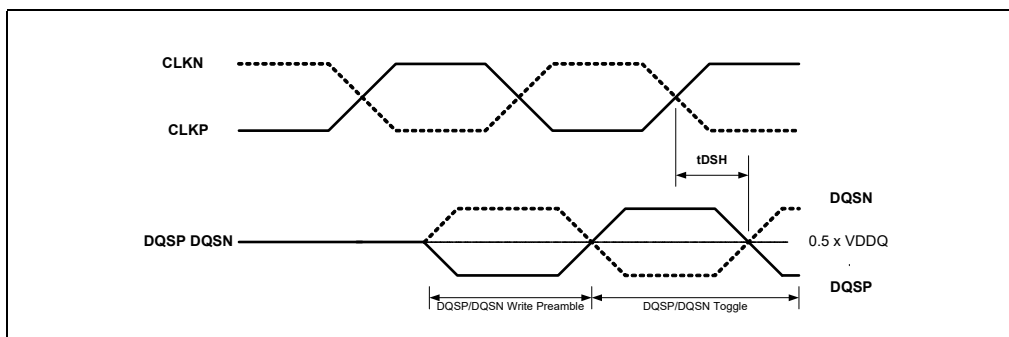 CLKN
CLKP
tDSH
DQSN
DQSP DQSN
0.5 x VDDQ
.
DQSP
DQSP/DQSN Write Preamble
DQSP/DQSN Toggle